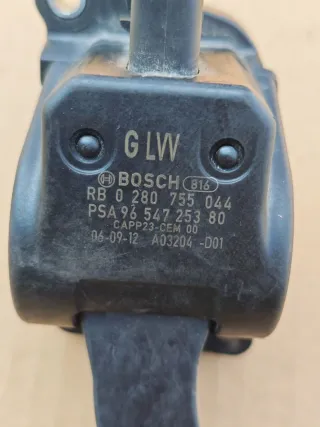 G LVV
BOSCH 816
RB 0 280 755 044
PSA 96 547 253 80
CAPP23-CEM 00
06-09-12 A03204 -D01